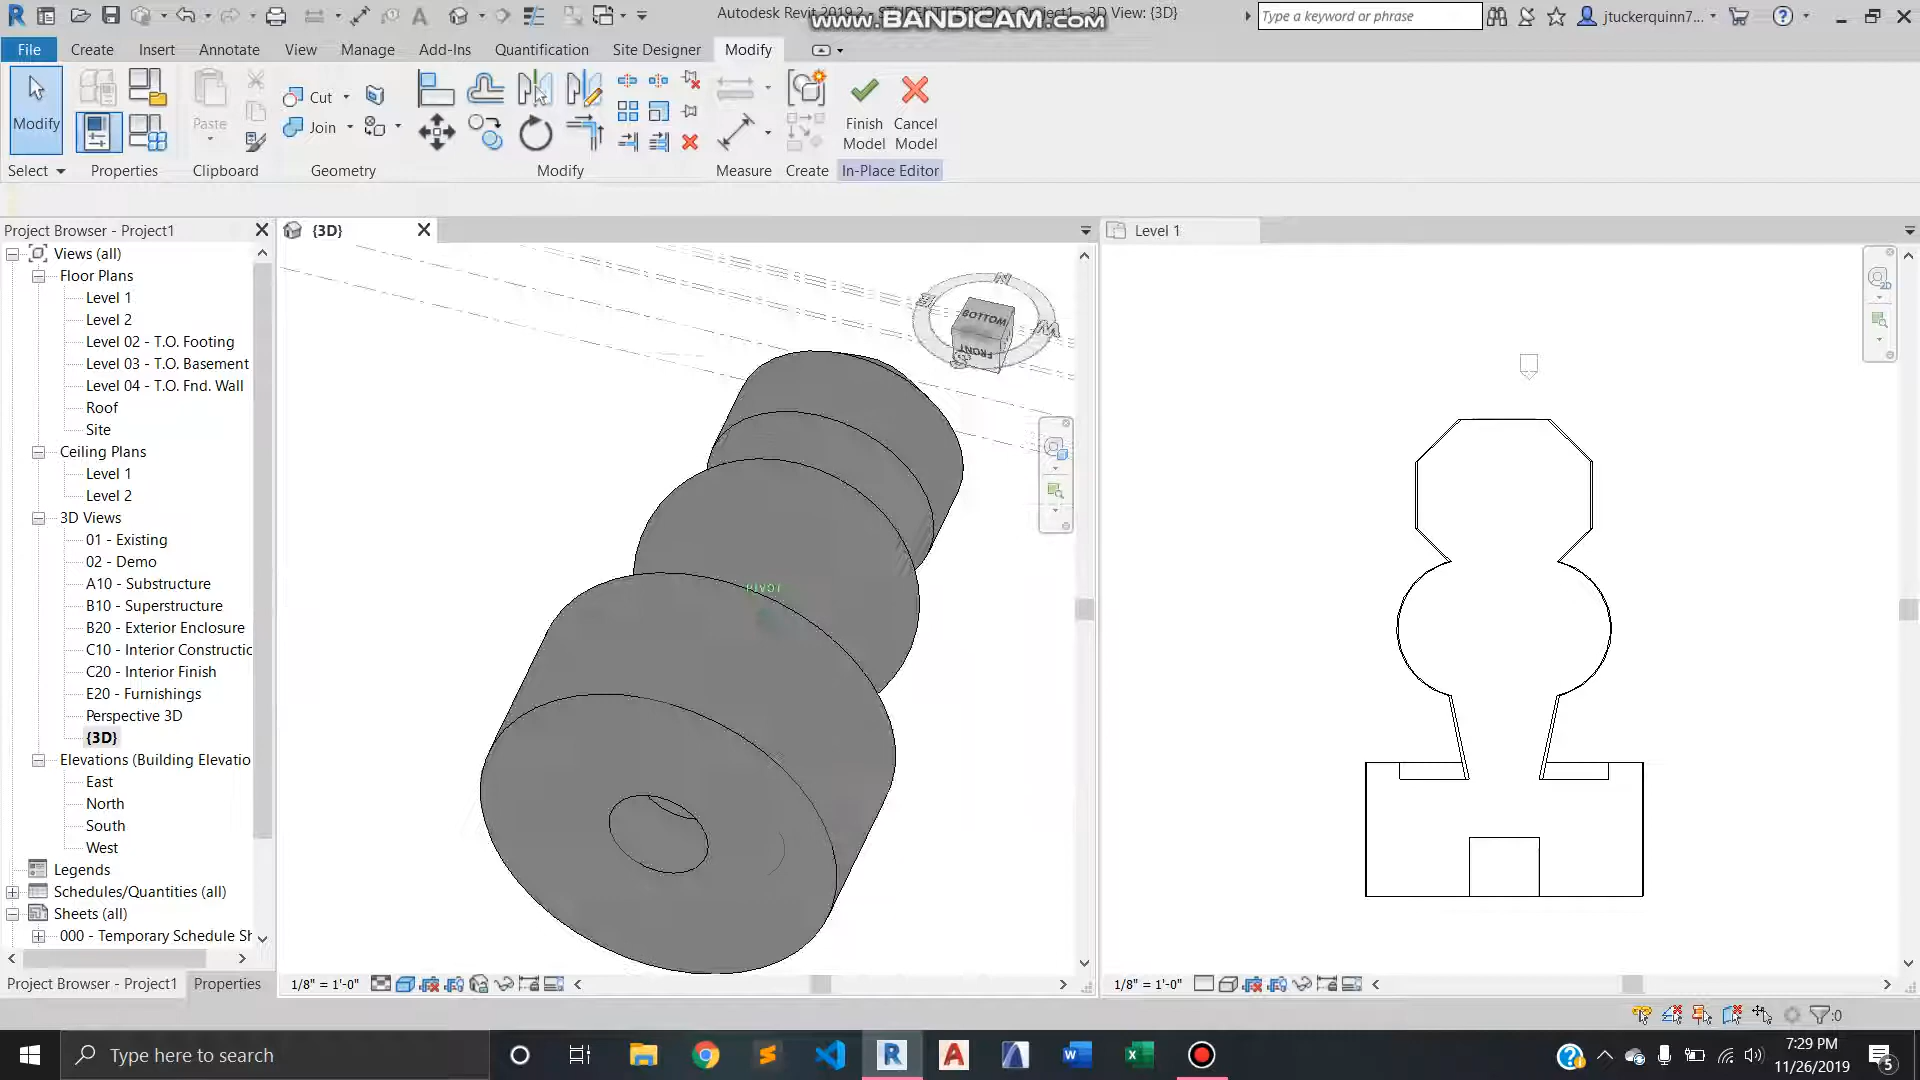 Autodesk Revit 2019.2 - STUDENT VERSION - Project1 - 3D View: {3D}
www.BANDICAM.com
Type a keyword or phrase
jtuckerquinn7...
File
Create
Insert
Annotate
View
Manage
Add-Ins
Quantification
Site Designer
Modify
Modify
Paste
Cut
Join
Finish
Model
Cancel
Model
Select
Properties
Clipboard
Geometry
Modify
Measure
Create
In-Place Editor
Project Browser - Project1
{3D}
Level 1
Views (all)
Floor Plans
Level 1
Level 2
Level 02 - T.O. Footing
Level 03 - T.O. Basement
Level 04 - T.O. Fnd. Wall
Roof
Site
Ceiling Plans
Level 1
Level 2
3D Views
01 - Existing
02 - Demo
A10 - Substructure
B10 - Superstructure
B20 - Exterior Enclosure
C10 - Interior Constructic
C20 - Interior Finish
E20 - Furnishings
Perspective 3D
{3D}
Elevations (Building Elevatio
East
North
South
West
Legends
Schedules/Quantities (all)
Sheets (all)
000 - Temporary Schedule Sh
BOTTOM
FRONT
PIVOT
2D
Project Browser - Project1
Properties
1/8" = 1'-0"
1/8" = 1'-0"
:0
Type here to search
7:29 PM
11/26/2019
5